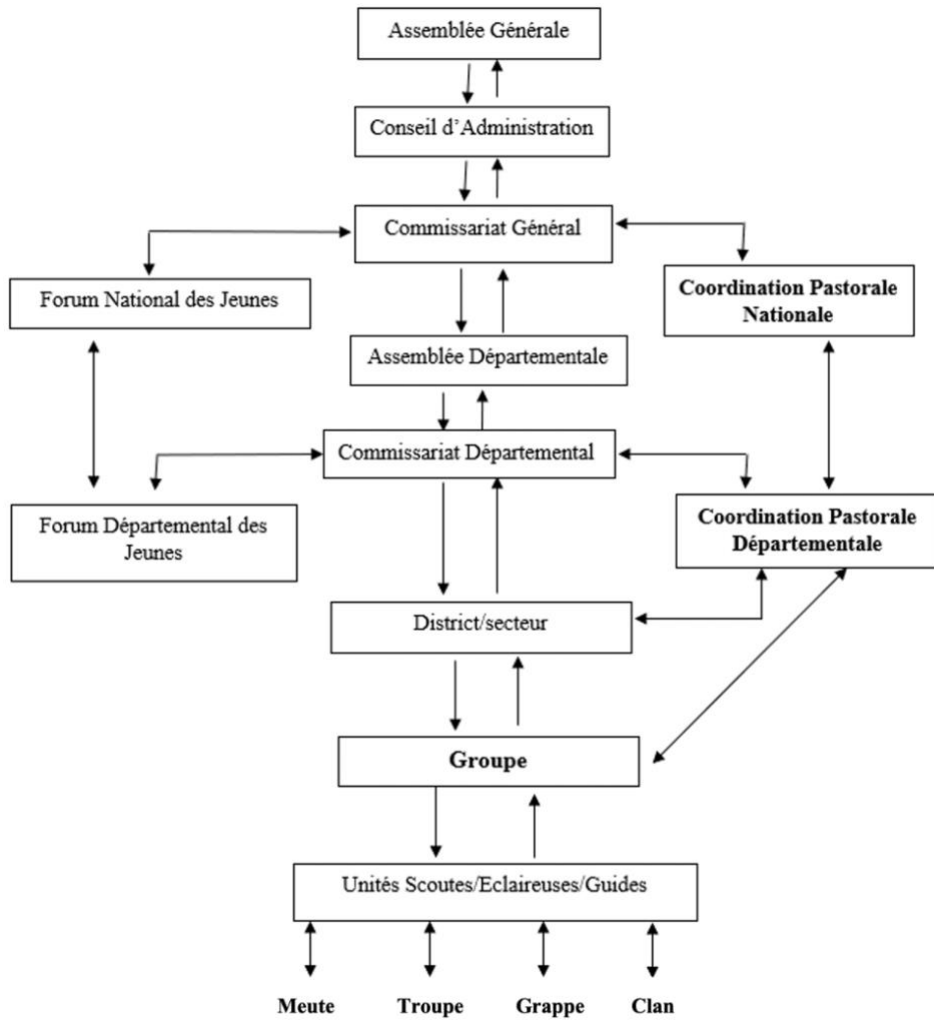 Assemblée Générale
Conseil d'Administration
Commissariat Général
Forum National des Jeunes
Coordination Pastorale
Nationale
Assemblée Départementale
Commissariat Départemental
Forum Départemental des
Jeunes
Coordination Pastorale
Départementale
District/secteur
Groupe
Unités Scoutes/Eclaireuses/Guides
Meute Troupe Grappe Clan